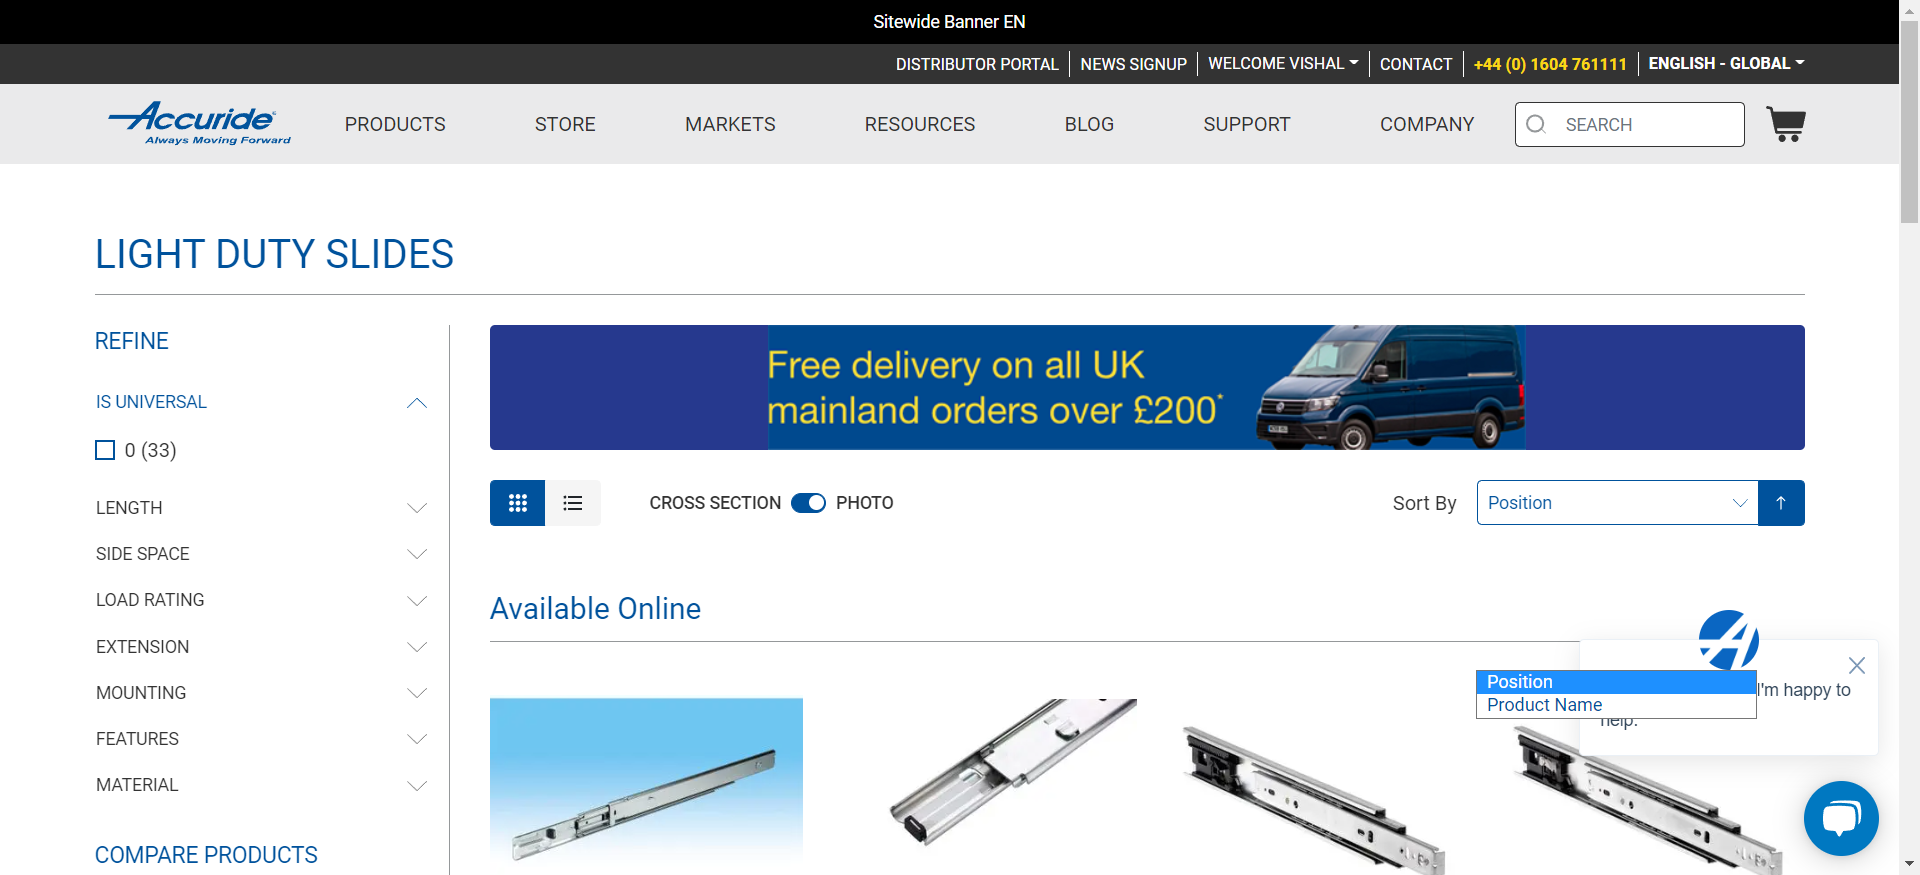 Sitewide Banner EN
DISTRIBUTOR PORTAL
NEWS SIGNUP
WELCOME VISHAL
CONTACT
+44 (0) 1604 761111
ENGLISH - GLOBAL
Accuride
Always Moving Forward
PRODUCTS
STORE
MARKETS
RESOURCES
BLOG
SUPPORT
COMPANY
SEARCH
LIGHT DUTY SLIDES
REFINE
IS UNIVERSAL
0 (33)
LENGTH
SIDE SPACE
LOAD RATING
EXTENSION
MOUNTING
FEATURES
MATERIAL
COMPARE PRODUCTS
Free delivery on all UK
mainland orders over £200*
CROSS SECTION
PHOTO
Sort By
Position
Available Online
Position
Product Name
I'm happy to
help.